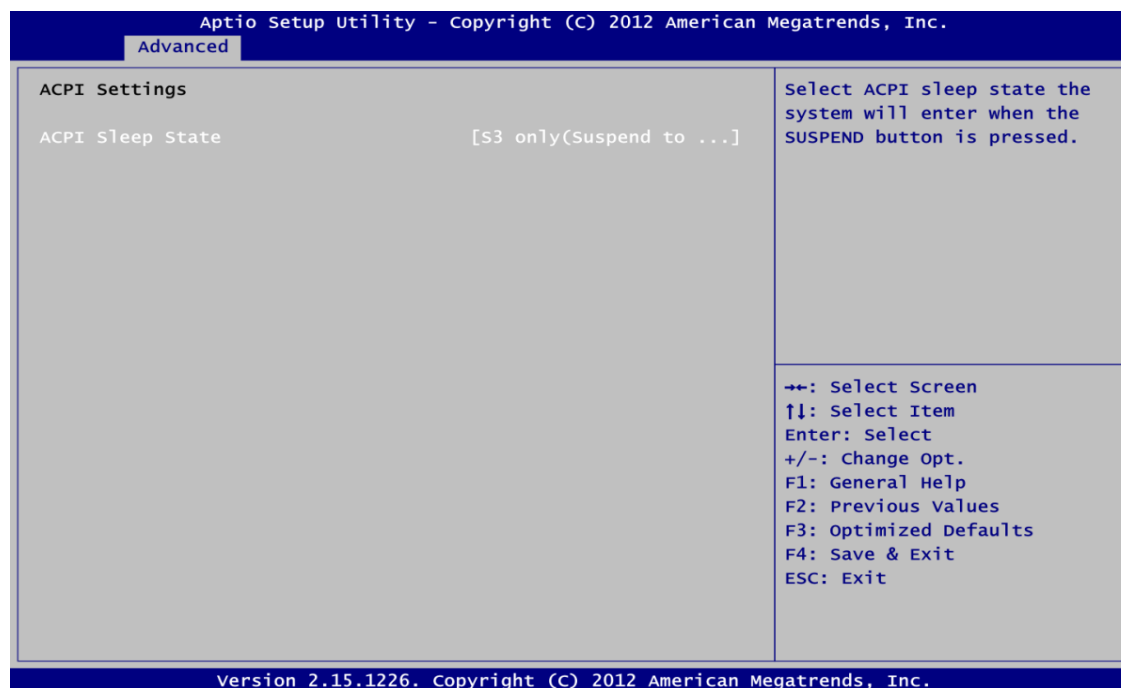 Aptio Setup Utility – Copyright (C) 2012 American Megatrends, Inc.
Advanced
ACPI Settings
ACPI Sleep State [S3 only(Suspend to ...]
Select ACPI sleep state the
system will enter when the
SUSPEND button is pressed.
→←: Select Screen
↑↓: Select Item
Enter: Select
+/-: Change Opt.
F1: General Help
F2: Previous Values
F3: Optimized Defaults
F4: Save & Exit
ESC: Exit
Version 2.15.1226. Copyright (C) 2012 American Megatrends, Inc.